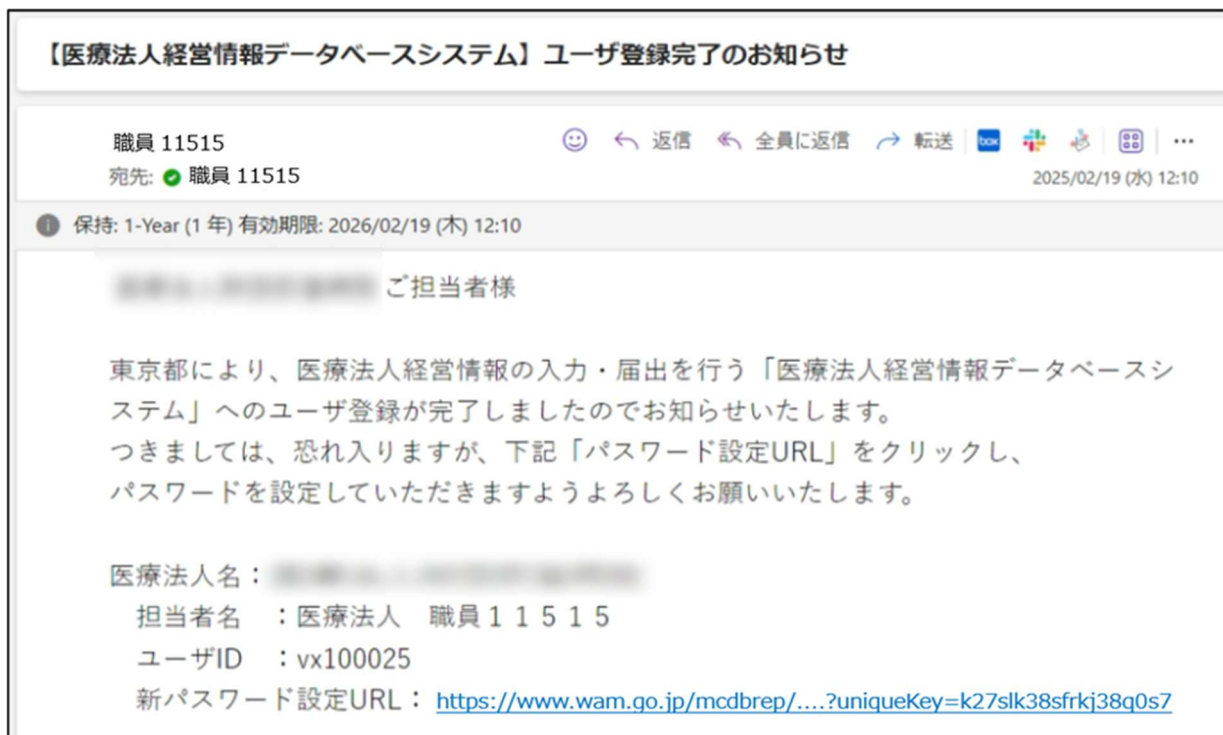 【医療法人経営情報データベースシステム】ユーザ登録完了のお知らせ
職員 11515
返信 全員に返信 転送 box
宛先: 職員 11515
2025/02/19 (水) 12:10
保持: 1-Year (1 年) 有効期限: 2026/02/19 (木) 12:10
ご担当者様
東京都により、医療法人経営情報の入力・届出を行う「医療法人経営情報データベースシ
ステム」へのユーザ登録が完了しましたのでお知らせいたします。
つきましては、恐れ入りますが、下記「パスワード設定URL」をクリックし、
パスワードを設定していただきますようよろしくお願いいたします。
医療法人名：
担当者名　：医療法人　職員１１５１５
ユーザID　：vx100025
新パスワード設定URL： https://www.wam.go.jp/mcdbrep/....?uniqueKey=k27slk38sfrkj38q0s7